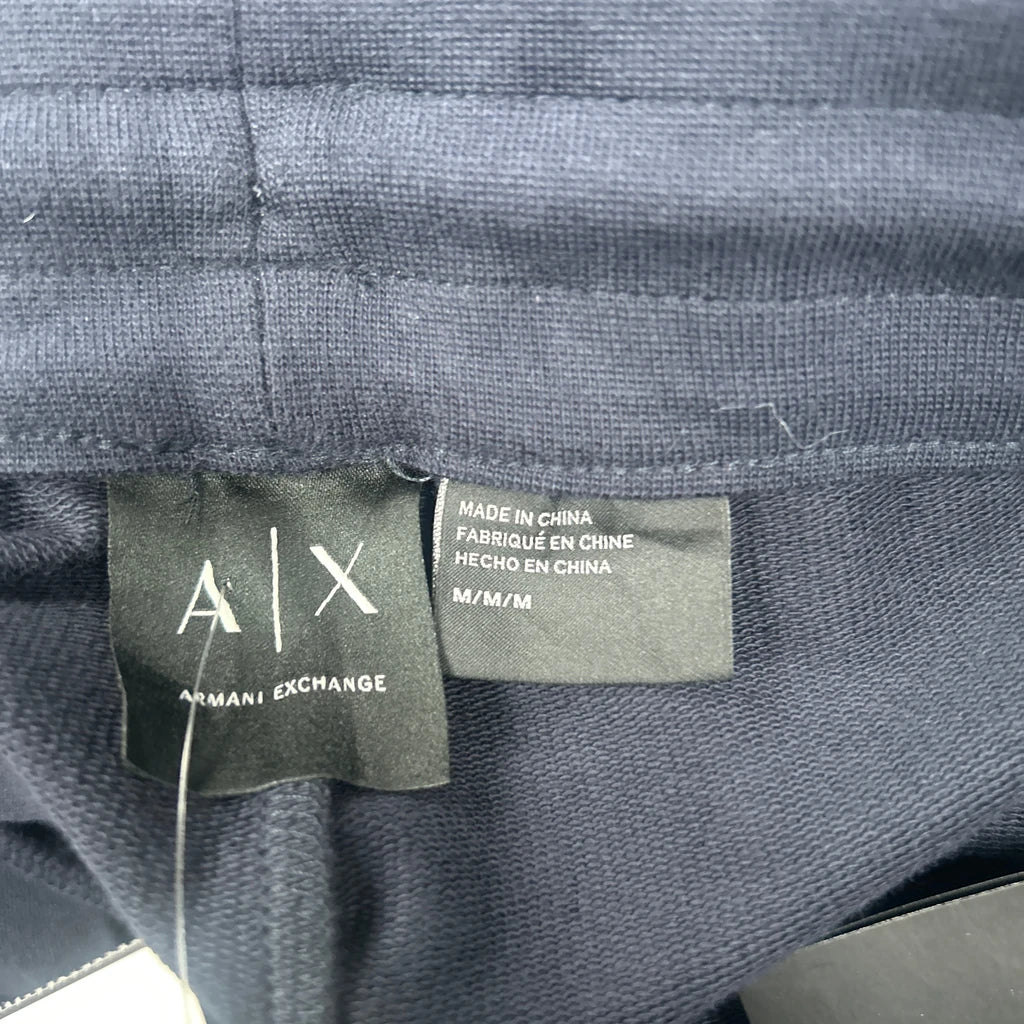 A|X
ARMANI EXCHANGE
MADE IN CHINA
FABRIQUÉ EN CHINE
HECHO EN CHINA
M/M/M